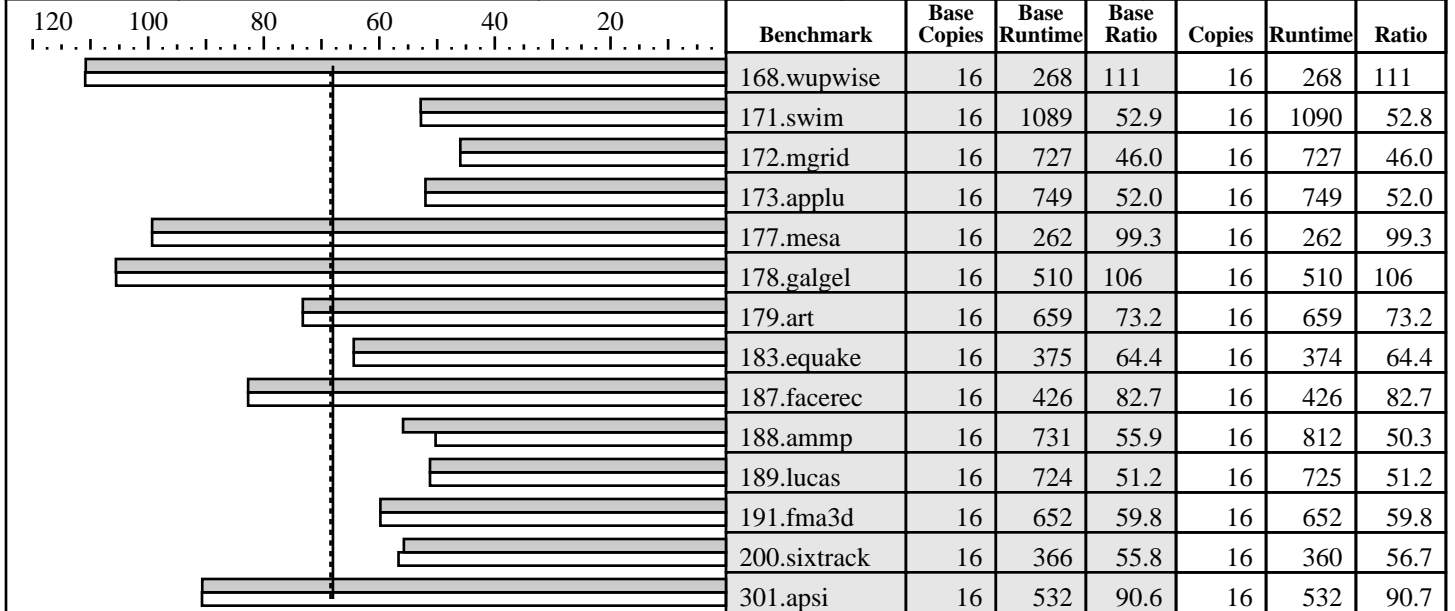 120 100 80 60 40 20
Benchmark Base Copies Base Runtime Base Ratio Copies Runtime Ratio
168.wupwise 16 268 111 16 268 111
171.swim 16 1089 52.9 16 1090 52.8
172.mgrid 16 727 46.0 16 727 46.0
173.applu 16 749 52.0 16 749 52.0
177.mesa 16 262 99.3 16 262 99.3
178.galgel 16 510 106 16 510 106
179.art 16 659 73.2 16 659 73.2
183.equake 16 375 64.4 16 374 64.4
187.facerec 16 426 82.7 16 426 82.7
188.ammp 16 731 55.9 16 812 50.3
189.lucas 16 724 51.2 16 725 51.2
191.fma3d 16 652 59.8 16 652 59.8
200.sixtrack 16 366 55.8 16 360 56.7
301.apsi 16 532 90.6 16 532 90.7